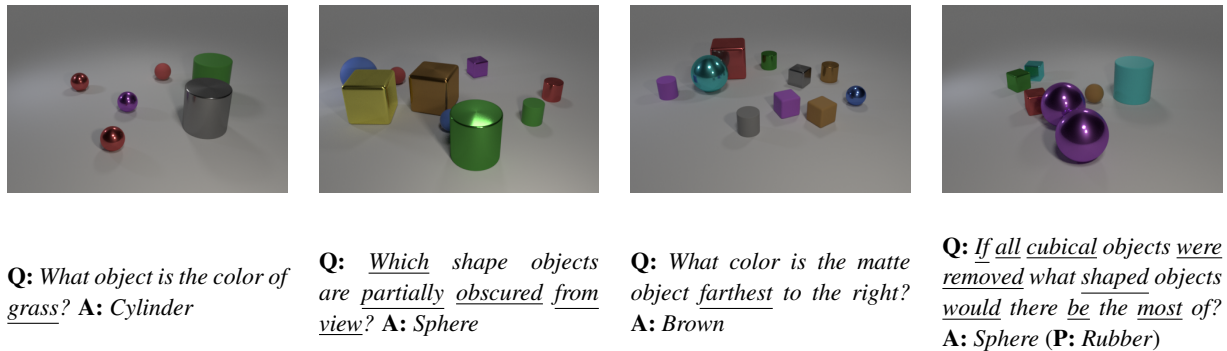 Q: What object is the color of
grass? A: Cylinder
Q: Which shape objects
are partially obscured from
view? A: Sphere
Q: What color is the matte
object farthest to the right?
A: Brown
Q: If all cubical objects were
removed what shaped objects
would there be the most of?
A: Sphere (P: Rubber)